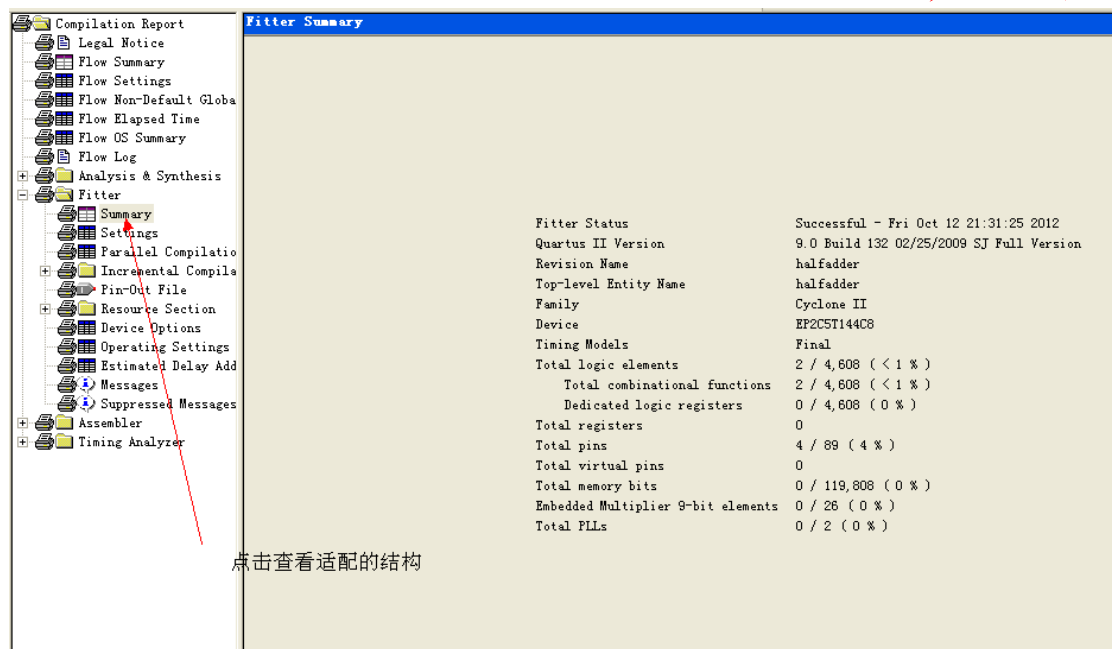 Compilation Report
Legal Notice
Flow Summary
Flow Settings
Flow Non-Default Globa
Flow Elapsed Time
Flow OS Summary
Flow Log
Analysis & Synthesis
Fitter
Summary
Settings
Parallel Compilatio
Incremental Compila
Pin-Out File
Resource Section
Device Options
Operating Settings
Estimated Delay Add
Messages
Suppressed Messages
Assembler
Timing Analyzer
Fitter Summary
Fitter Status Successful - Fri Oct 12 21:31:25 2012
Quartus II Version 9.0 Build 132 02/25/2009 SJ Full Version
Revision Name halfadder
Top-level Entity Name halfadder
Family Cyclone II
Device EP2C5T144C8
Timing Models Final
Total logic elements 2 / 4,608 ( < 1 % )
Total combinational functions 2 / 4,608 ( < 1 % )
Dedicated logic registers 0 / 4,608 ( 0 % )
Total registers 0
Total pins 4 / 89 ( 4 % )
Total virtual pins 0
Total memory bits 0 / 119,808 ( 0 % )
Embedded Multiplier 9-bit elements 0 / 26 ( 0 % )
Total PLLs 0 / 2 ( 0 % )
点击查看适配的结构